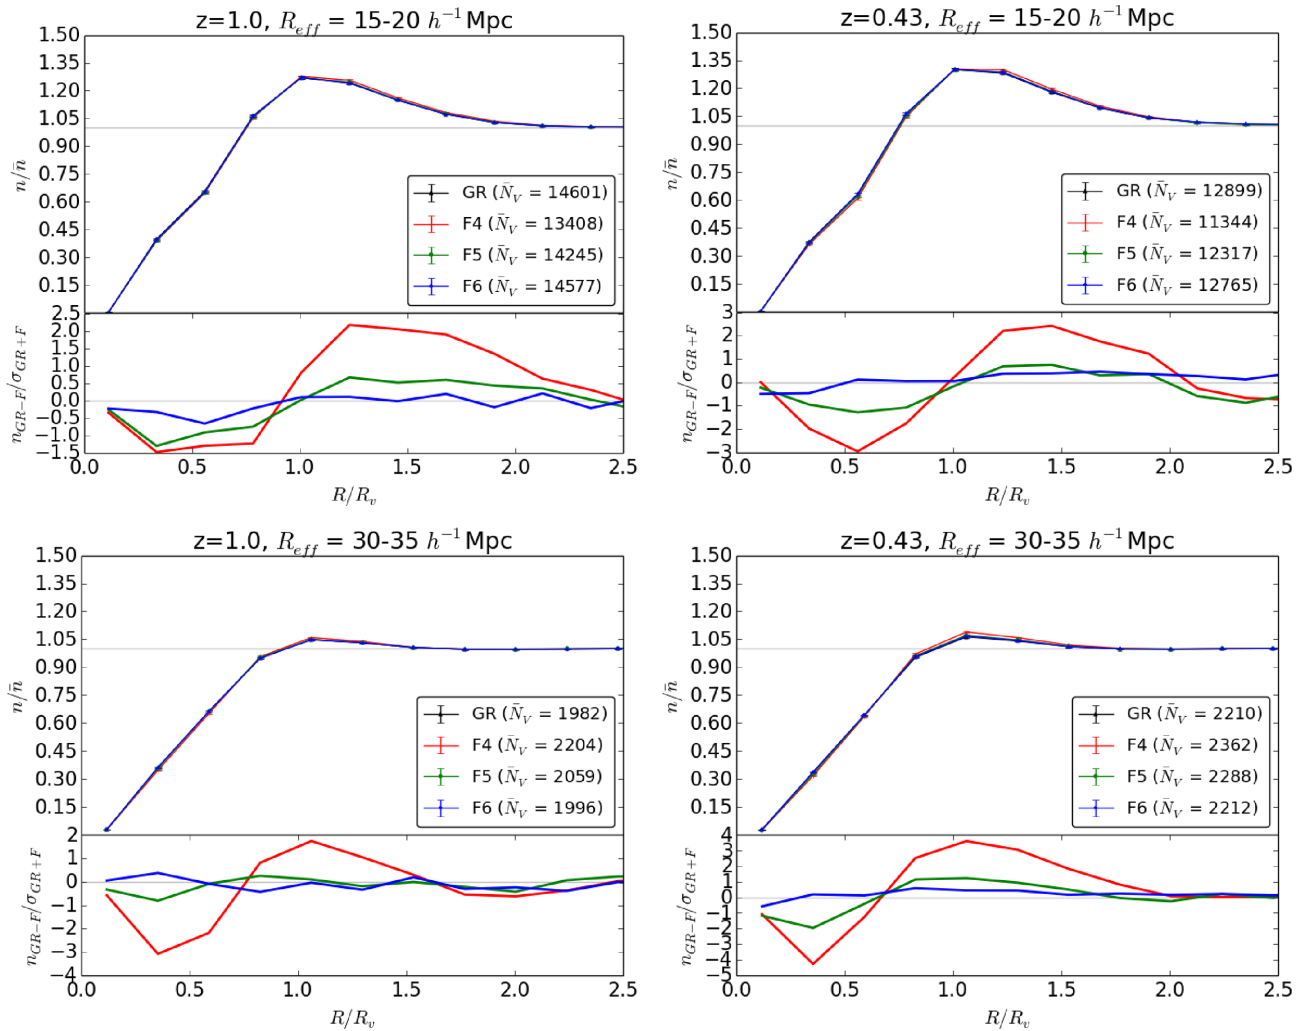 z=1.0, R_eff = 15-20 h⁻¹ Mpc
1.50
1.35
1.20
1.05
0.90
0.75
0.60
0.45
0.30
0.15
n/n̄
GR (N̄_V = 14601)
F4 (N̄_V = 13408)
F5 (N̄_V = 14245)
F6 (N̄_V = 14577)
2.5
2.0
1.5
1.0
0.5
0.0
−0.5
−1.0
−1.5
n_GR−F/σ_GR+F
0.0 0.5 1.0 1.5 2.0 2.5
R/R_v
z=0.43, R_eff = 15-20 h⁻¹ Mpc
1.50
1.35
1.20
1.05
0.90
0.75
0.60
0.45
0.30
0.15
n/n̄
GR (N̄_V = 12899)
F4 (N̄_V = 11344)
F5 (N̄_V = 12317)
F6 (N̄_V = 12765)
3
2
1
0
−1
−2
−3
n_GR−F/σ_GR+F
0.0 0.5 1.0 1.5 2.0 2.5
R/R_v
z=1.0, R_eff = 30-35 h⁻¹ Mpc
1.50
1.35
1.20
1.05
0.90
0.75
0.60
0.45
0.30
0.15
n/n̄
GR (N̄_V = 1982)
F4 (N̄_V = 2204)
F5 (N̄_V = 2059)
F6 (N̄_V = 1996)
2
1
0
−1
−2
−3
−4
n_GR−F/σ_GR+F
0.0 0.5 1.0 1.5 2.0 2.5
R/R_v
z=0.43, R_eff = 30-35 h⁻¹ Mpc
1.50
1.35
1.20
1.05
0.90
0.75
0.60
0.45
0.30
0.15
n/n̄
GR (N̄_V = 2210)
F4 (N̄_V = 2362)
F5 (N̄_V = 2288)
F6 (N̄_V = 2212)
4
3
2
1
0
−1
−2
−3
−4
−5
n_GR−F/σ_GR+F
0.0 0.5 1.0 1.5 2.0 2.5
R/R_v